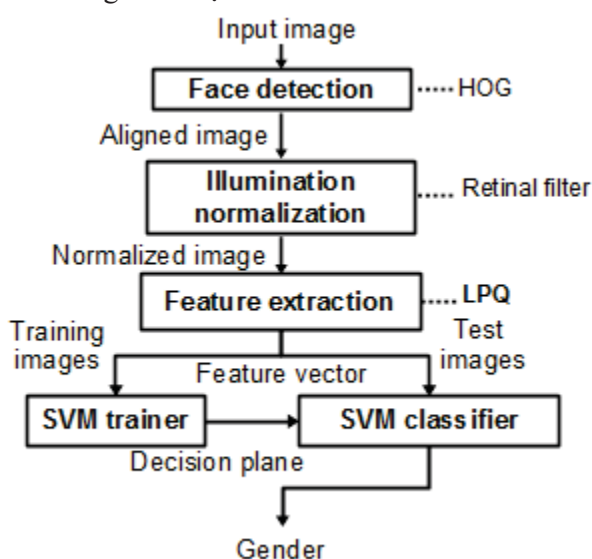 Input image
Face detection
HOG
Aligned image
Illumination
normalization
Retinal filter
Normalized image
Feature extraction
LPQ
Training
images
Test
images
Feature vector
SVM trainer
SVM classifier
Decision plane
Gender